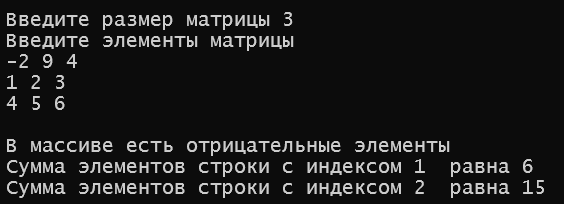 Введите размер матрицы 3
Введите элементы матрицы
-2 9 4
1 2 3
4 5 6
В массиве есть отрицательные элементы
Сумма элементов строки с индексом 1  равна 6
Сумма элементов строки с индексом 2  равна 15